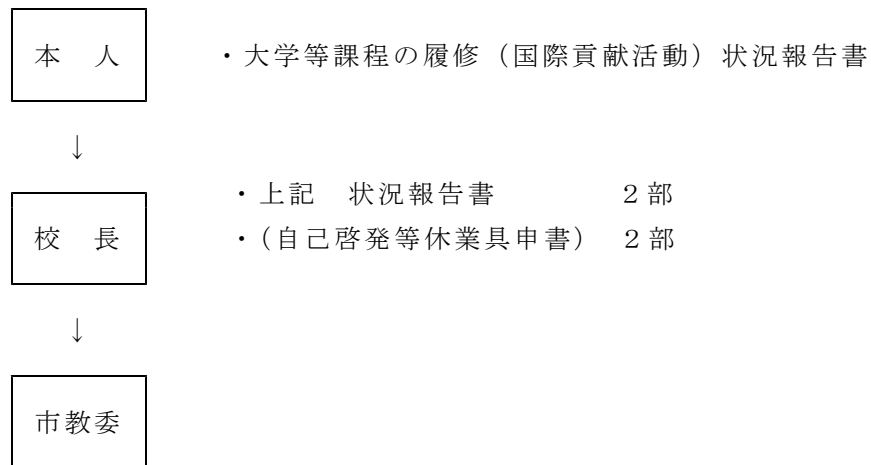 本　人　　・大学等課程の履修（国際貢献活動）状況報告書
↓
・上記　状況報告書　　　　２部
校　長　　・（自己啓発等休業具申書）　２部
↓
市教委